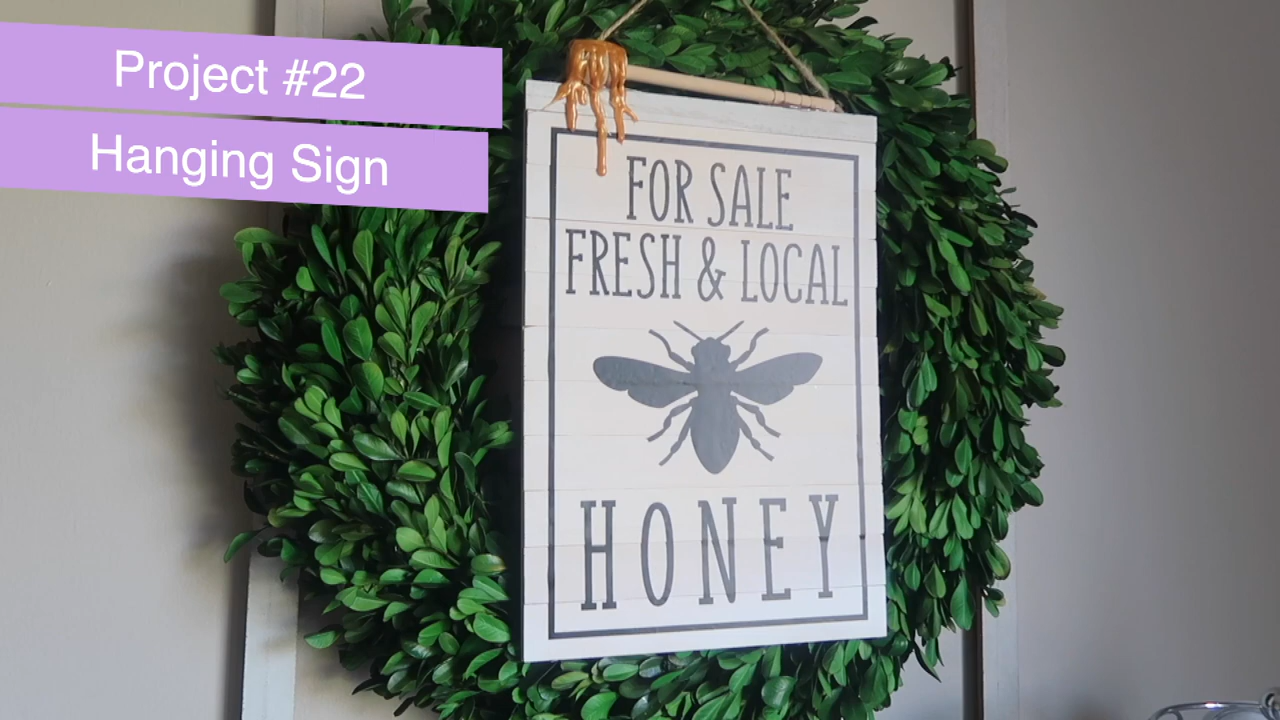 Project #22
Hanging Sign
FOR SALE
FRESH & LOCAL
HONEY